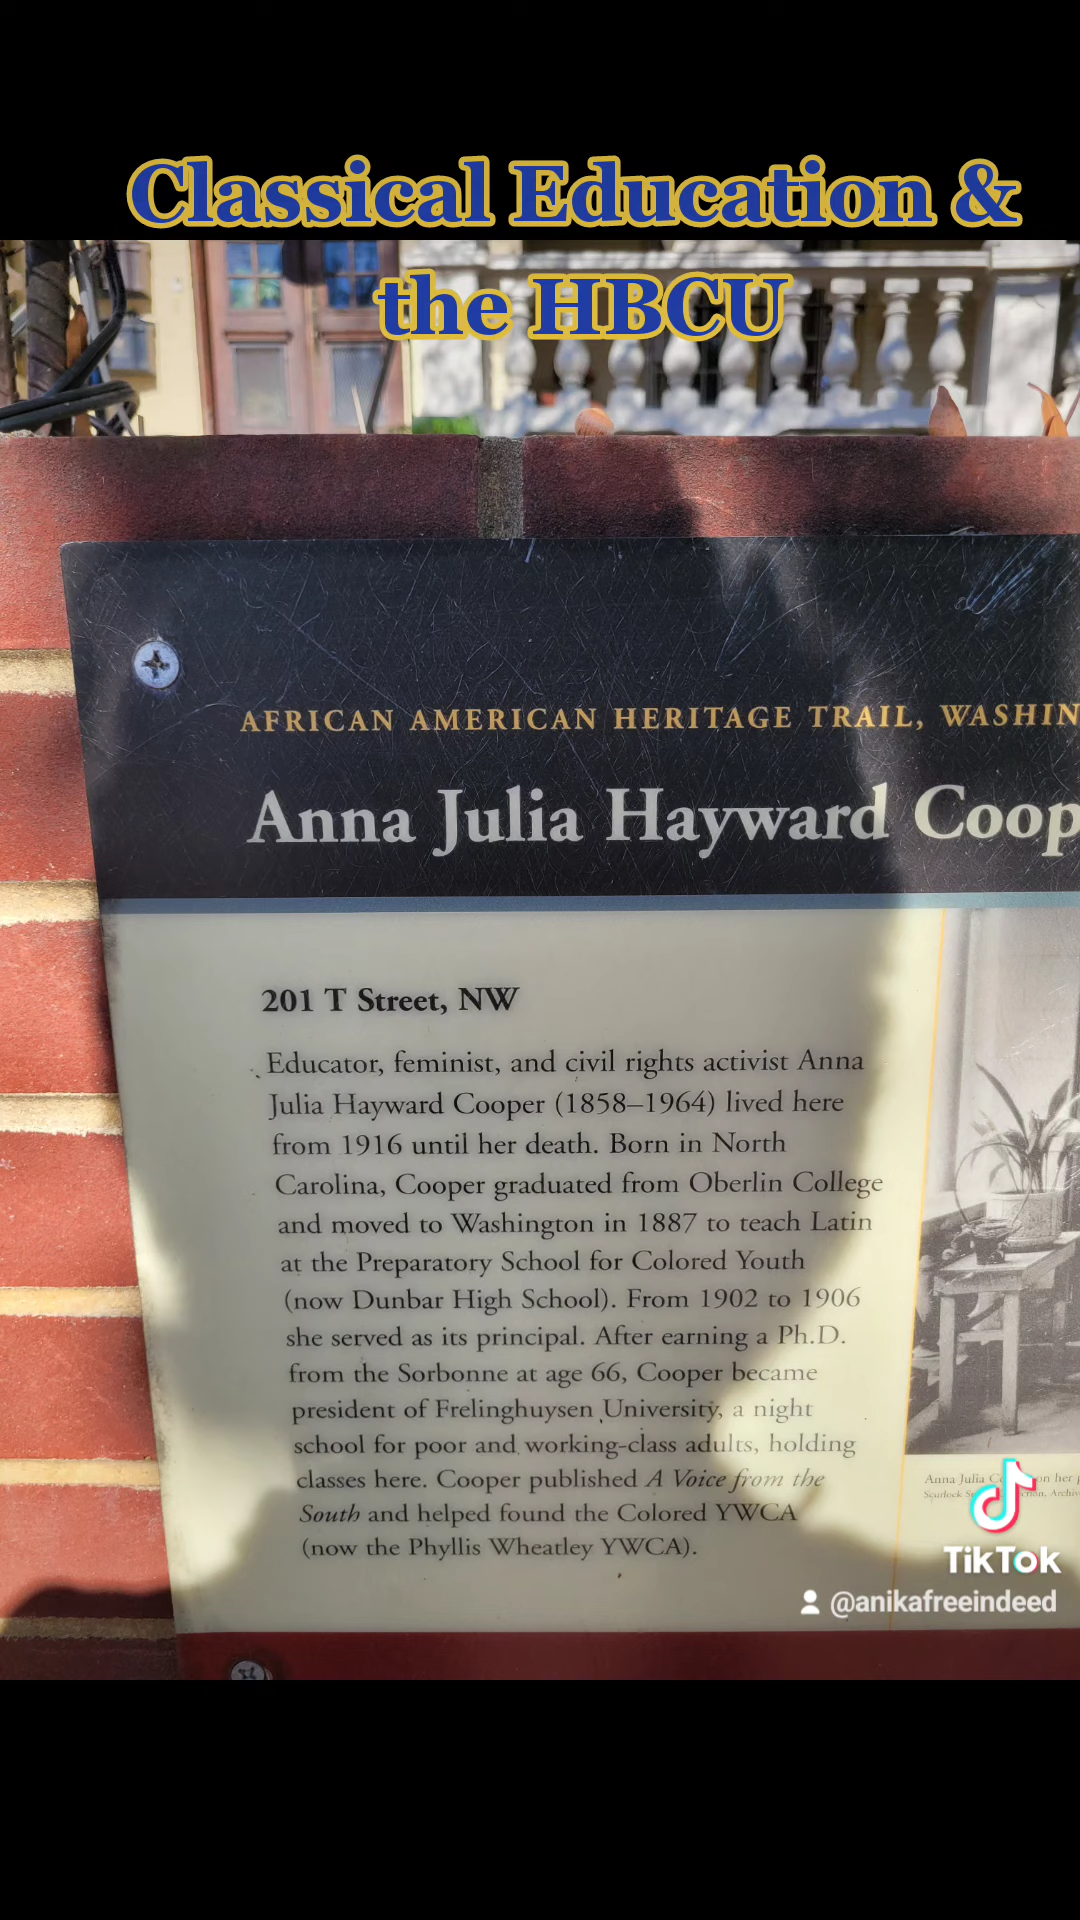 Classical Education &
the HBCU
AFRICAN AMERICAN HERITAGE TRAIL, WASHIN
Anna Julia Hayward Coop
201 T Street, NW
Educator, feminist, and civil rights activist Anna
Julia Hayward Cooper (1858–1964) lived here
from 1916 until her death. Born in North
Carolina, Cooper graduated from Oberlin College
and moved to Washington in 1887 to teach Latin
at the Preparatory School for Colored Youth
(now Dunbar High School). From 1902 to 1906
she served as its principal. After earning a Ph.D.
from the Sorbonne at age 66, Cooper became
president of Frelinghuysen University, a night
school for poor and working-class adults, holding
classes here. Cooper published A Voice from the
South and helped found the Colored YWCA
(now the Phyllis Wheatley YWCA).
Anna Julia on her
TikTok
@anikafreeindeed